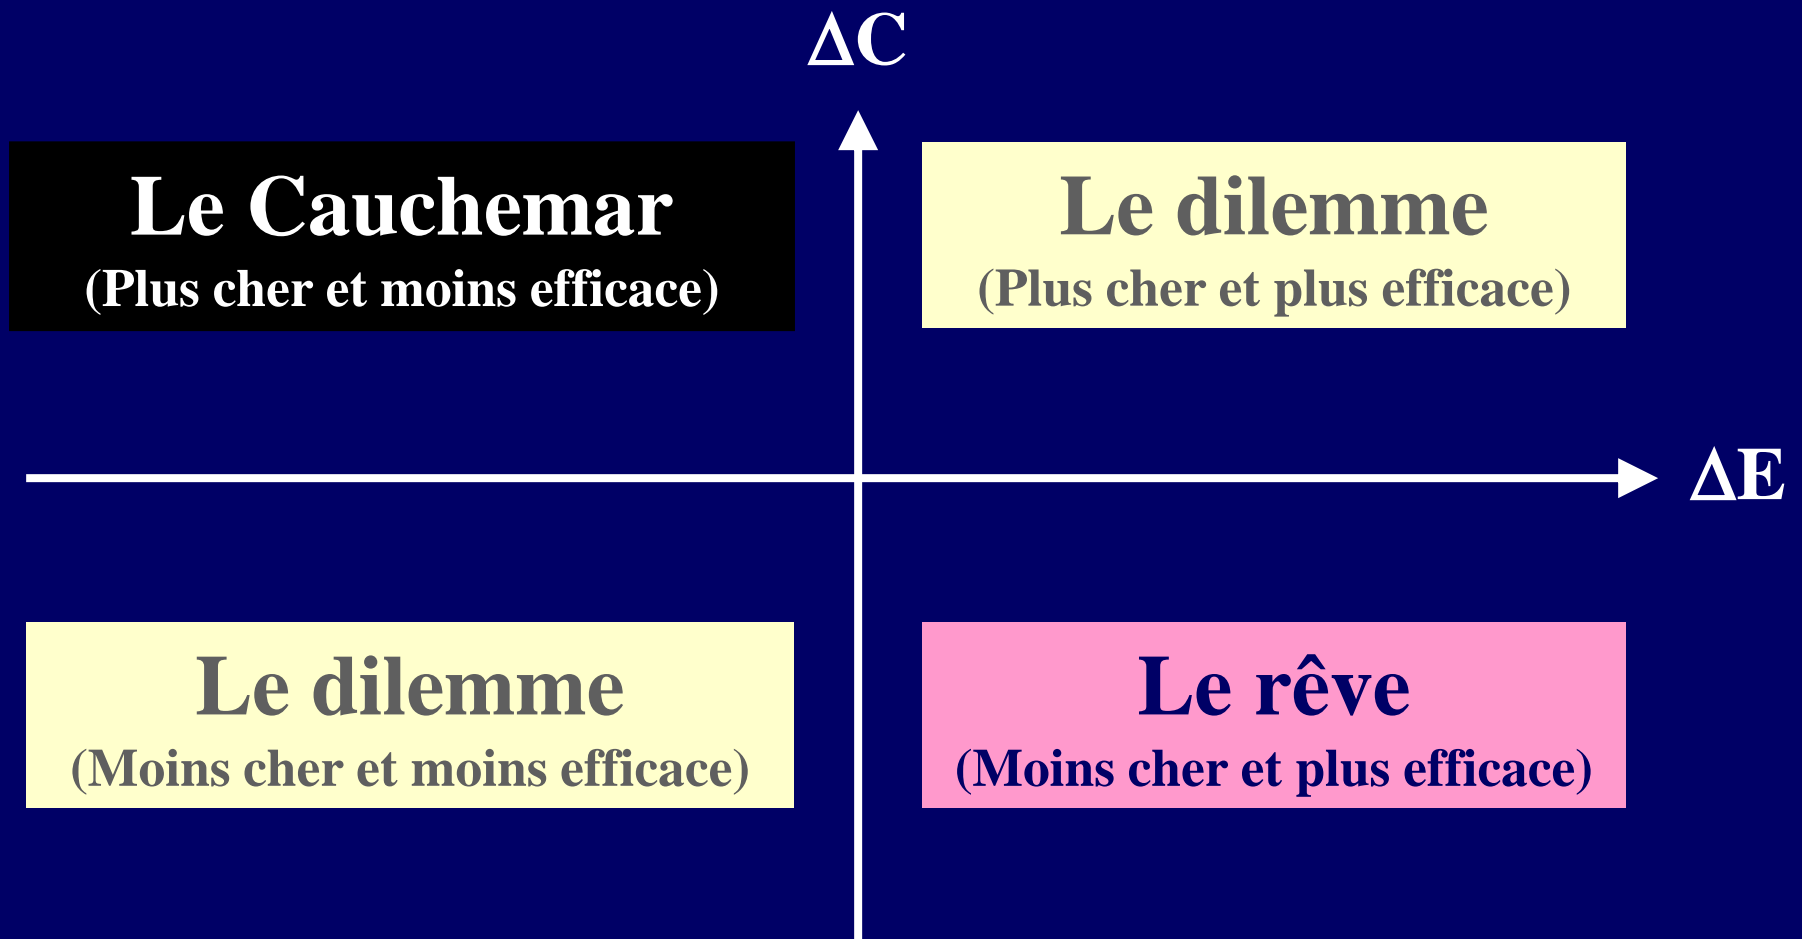 ΔC
Le Cauchemar
(Plus cher et moins efficace)
Le dilemme
(Plus cher et plus efficace)
ΔE
Le dilemme
(Moins cher et moins efficace)
Le rêve
(Moins cher et plus efficace)